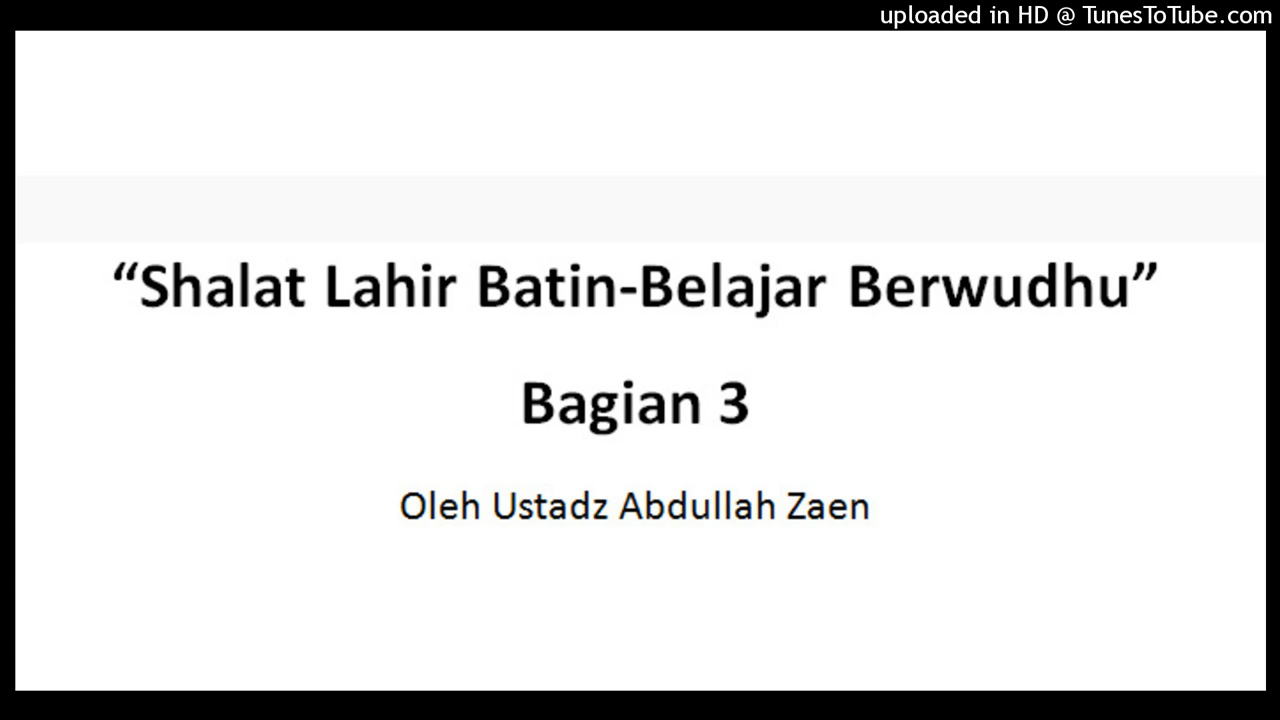 uploaded in HD @ TunesToTube.com
“Shalat Lahir Batin-Belajar Berwudhu”
Bagian 3
Oleh Ustadz Abdullah Zaen